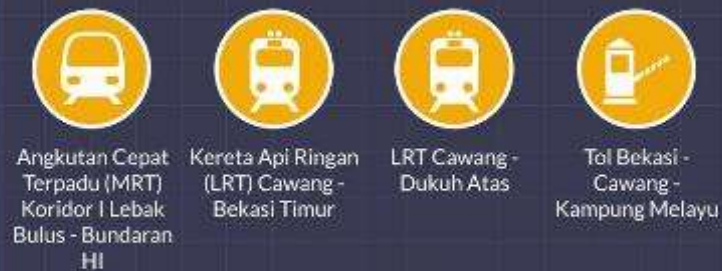 Angkutan Cepat
Terpadu (MRT)
Koridor I Lebak
Bulus - Bundaran
HI
Kereta Api Ringan
(LRT) Cawang -
Bekasi Timur
LRT Cawang -
Dukuh Atas
Tol Bekasi -
Cawang -
Kampung Melayu